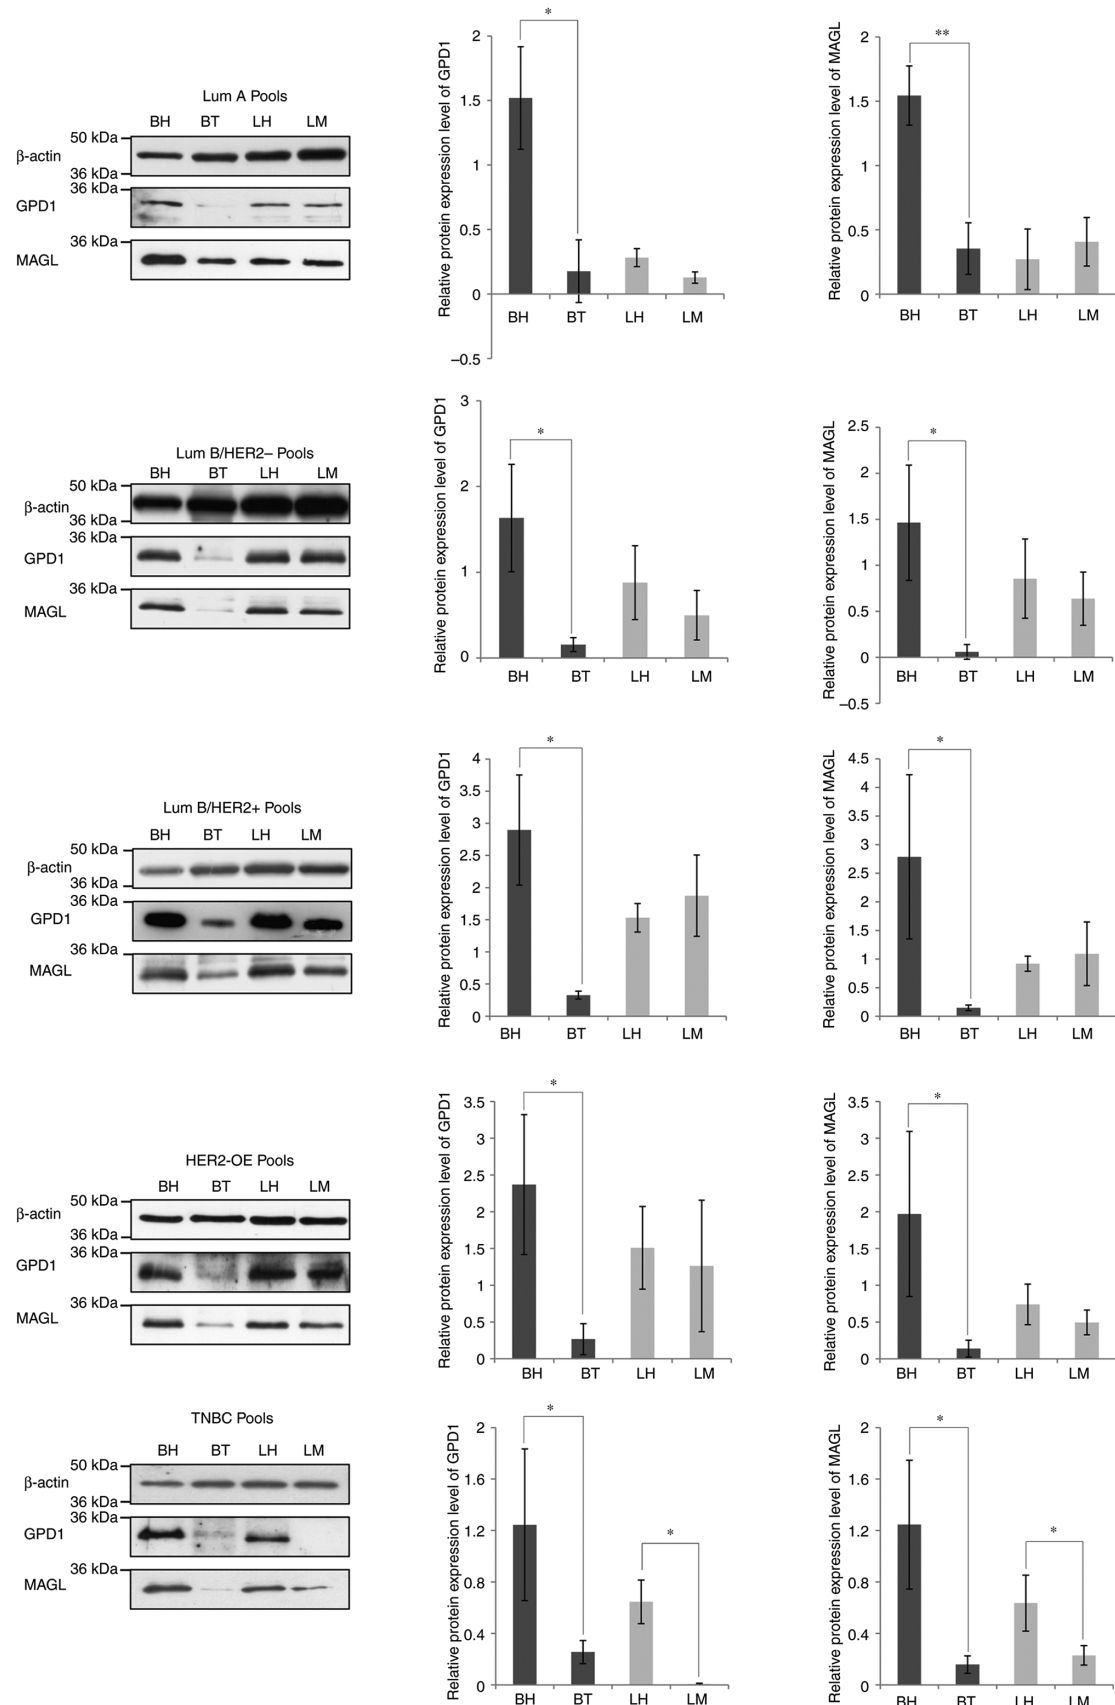 Lum A Pools
BH BT LH LM
50 kDa
β-actin
36 kDa
36 kDa
GPD1
36 kDa
MAGL
Relative protein expression level of GPD1
2
1.5
1
0.5
0
–0.5
*
BH BT LH LM
Relative protein expression level of MAGL
2
1.5
1
0.5
0
**
BH BT LH LM
Lum B/HER2– Pools
BH BT LH LM
50 kDa
β-actin
36 kDa
36 kDa
GPD1
36 kDa
MAGL
Relative protein expression level of GPD1
3
2
1
0
*
BH BT LH LM
Relative protein expression level of MAGL
2.5
2
1.5
1
0.5
0
–0.5
*
BH BT LH LM
Lum B/HER2+ Pools
BH BT LH LM
50 kDa
β-actin
36 kDa
36 kDa
GPD1
36 kDa
MAGL
Relative protein expression level of GPD1
4
3.5
3
2.5
2
1.5
1
0.5
0
*
BH BT LH LM
Relative protein expression level of MAGL
4.5
4
3.5
3
2.5
2
1.5
1
0.5
0
*
BH BT LH LM
HER2-OE Pools
BH BT LH LM
50 kDa
β-actin
36 kDa
36 kDa
GPD1
36 kDa
MAGL
Relative protein expression level of GPD1
3.5
3
2.5
2
1.5
1
0.5
0
*
BH BT LH LM
Relative protein expression level of MAGL
3.5
3
2.5
2
1.5
1
0.5
0
*
BH BT LH LM
TNBC Pools
BH BT LH LM
50 kDa
β-actin
36 kDa
36 kDa
GPD1
36 kDa
MAGL
Relative protein expression level of GPD1
2
1.6
1.2
0.8
0.4
0
*
*
BH BT LH LM
Relative protein expression level of MAGL
2
1.6
1.2
0.8
0.4
0
*
*
BH BT LH LM